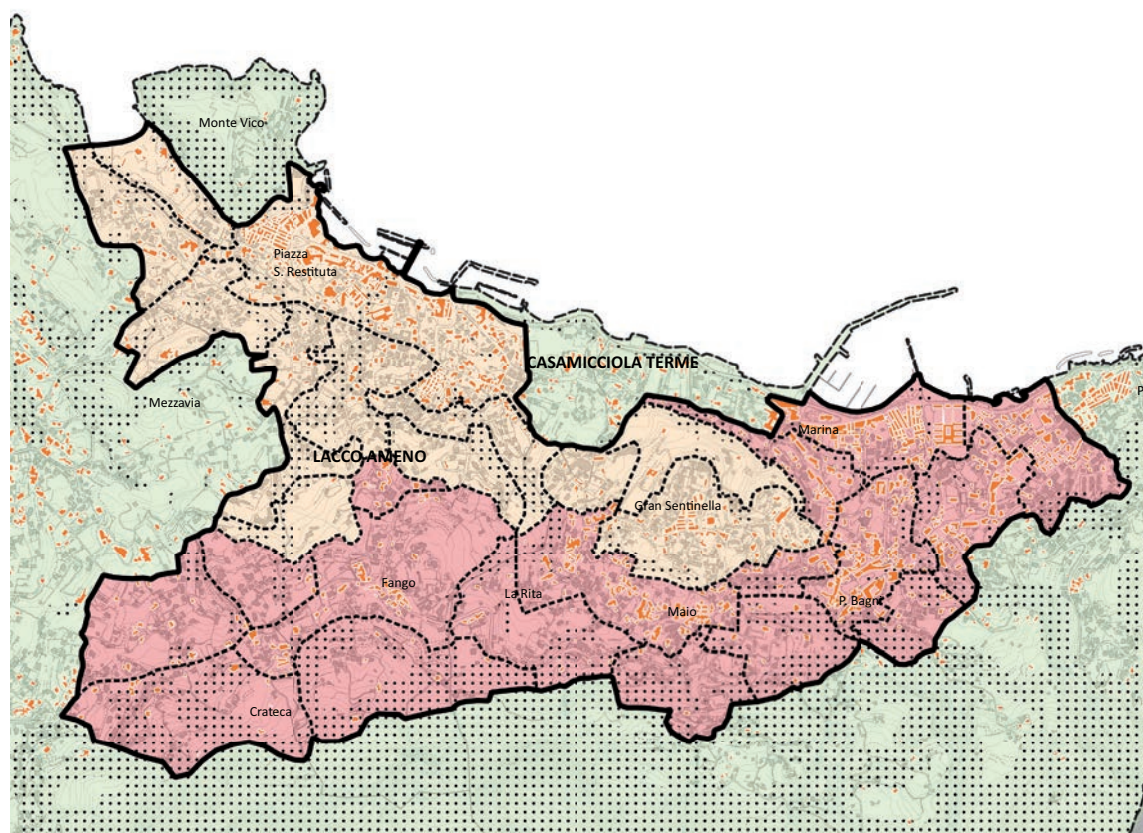 Monte Vico
Piazza
S. Restituta
CASAMICCIOLA TERME
P
Mezzavia
Marina
LACCO AMENO
Gran Sentinella
Fango
La Rita
Maio
P. Bagni
Crateca